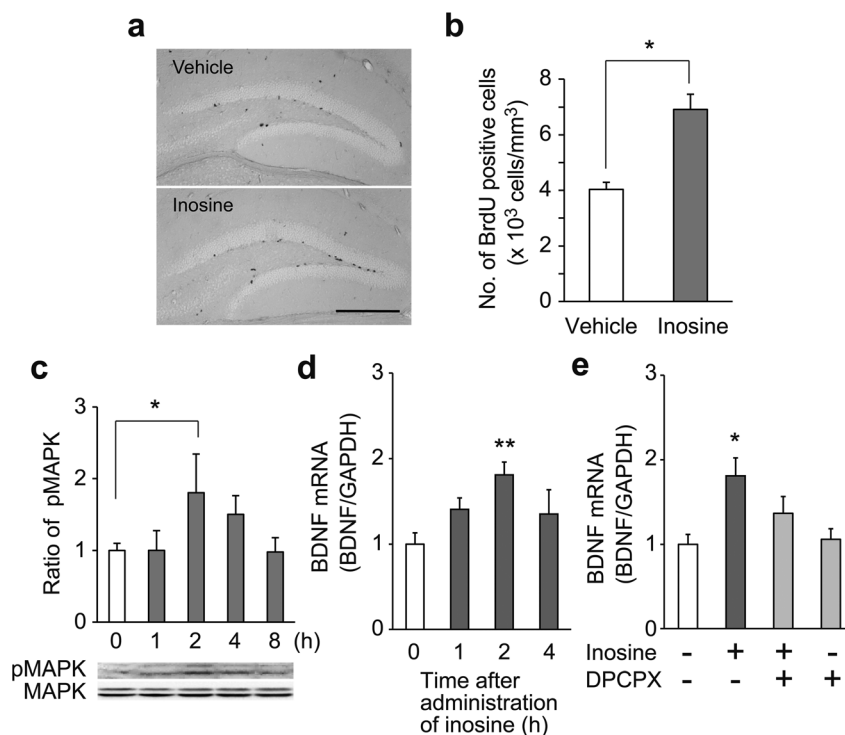 a
Vehicle
Inosine
b
*
No. of BrdU positive cells
(x 10³ cells/mm³)
8
6
4
2
0
Vehicle Inosine
c
*
Ratio of pMAPK
3
2
1
0
0 1 2 4 8 (h)
pMAPK
MAPK
d
**
BDNF mRNA
(BDNF/GAPDH)
3
2
1
0
0 1 2 4
Time after
administration
of inosine (h)
e
*
BDNF mRNA
(BDNF/GAPDH)
3
2
1
0
Inosine - + + -
DPCPX - - + +